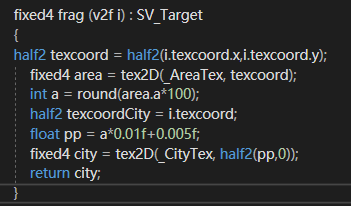 fixed4 frag (v2f i) : SV_Target
{
half2 texcoord = half2(i.texcoord.x,i.texcoord.y);
fixed4 area = tex2D(_AreaTex, texcoord);
int a = round(area.a*100);
half2 texcoordCity = i.texcoord;
float pp = a*0.01f+0.005f;
fixed4 city = tex2D(_CityTex, half2(pp,0));
return city;
}